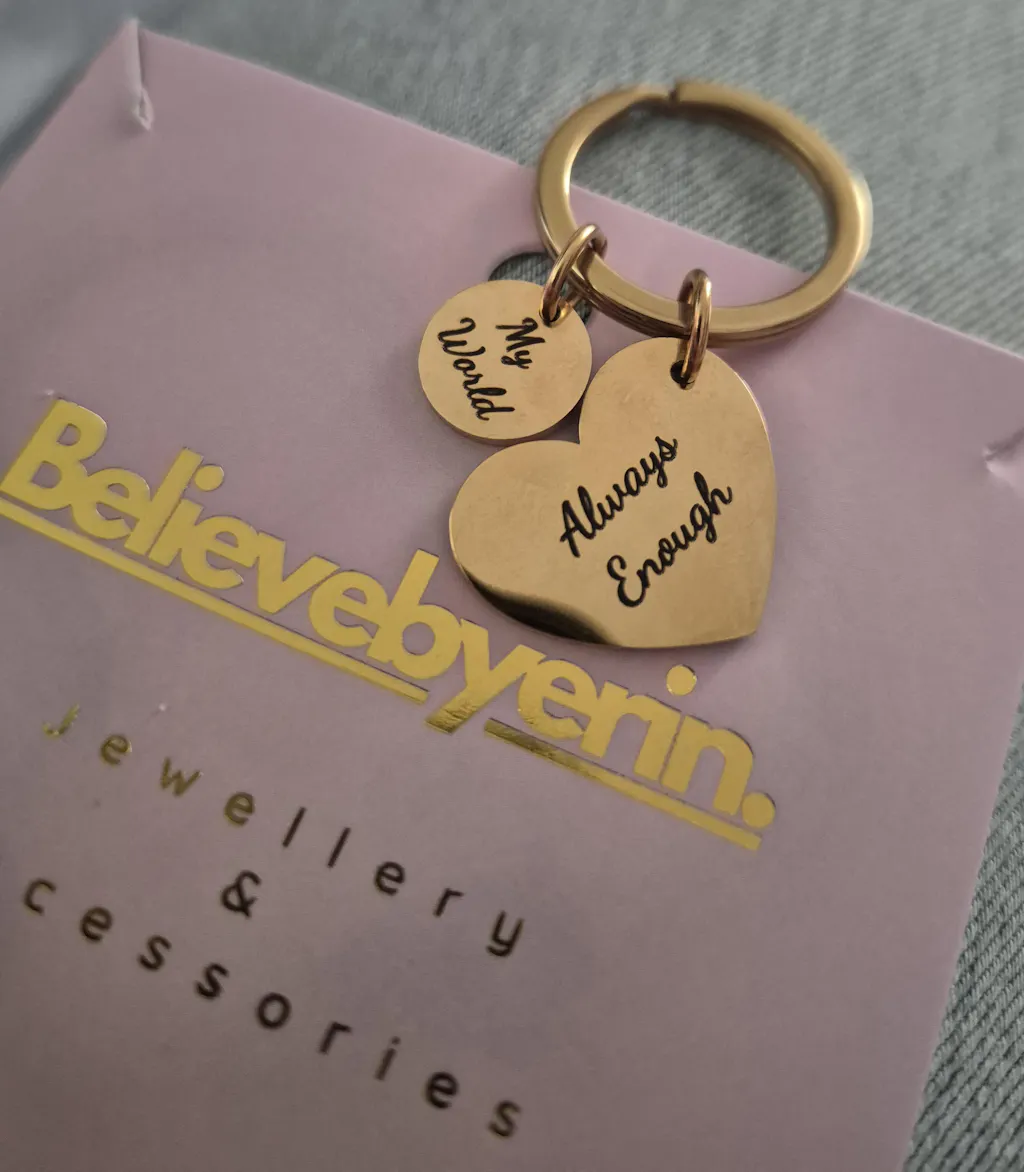 My
World
Always
Enough
Believebyerin.
Jewellery
&
cessories